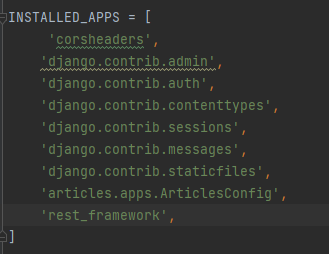 INSTALLED_APPS = [
'corsheaders',
'django.contrib.admin',
'django.contrib.auth',
'django.contrib.contenttypes',
'django.contrib.sessions',
'django.contrib.messages',
'django.contrib.staticfiles',
'articles.apps.ArticlesConfig',
'rest_framework',
]